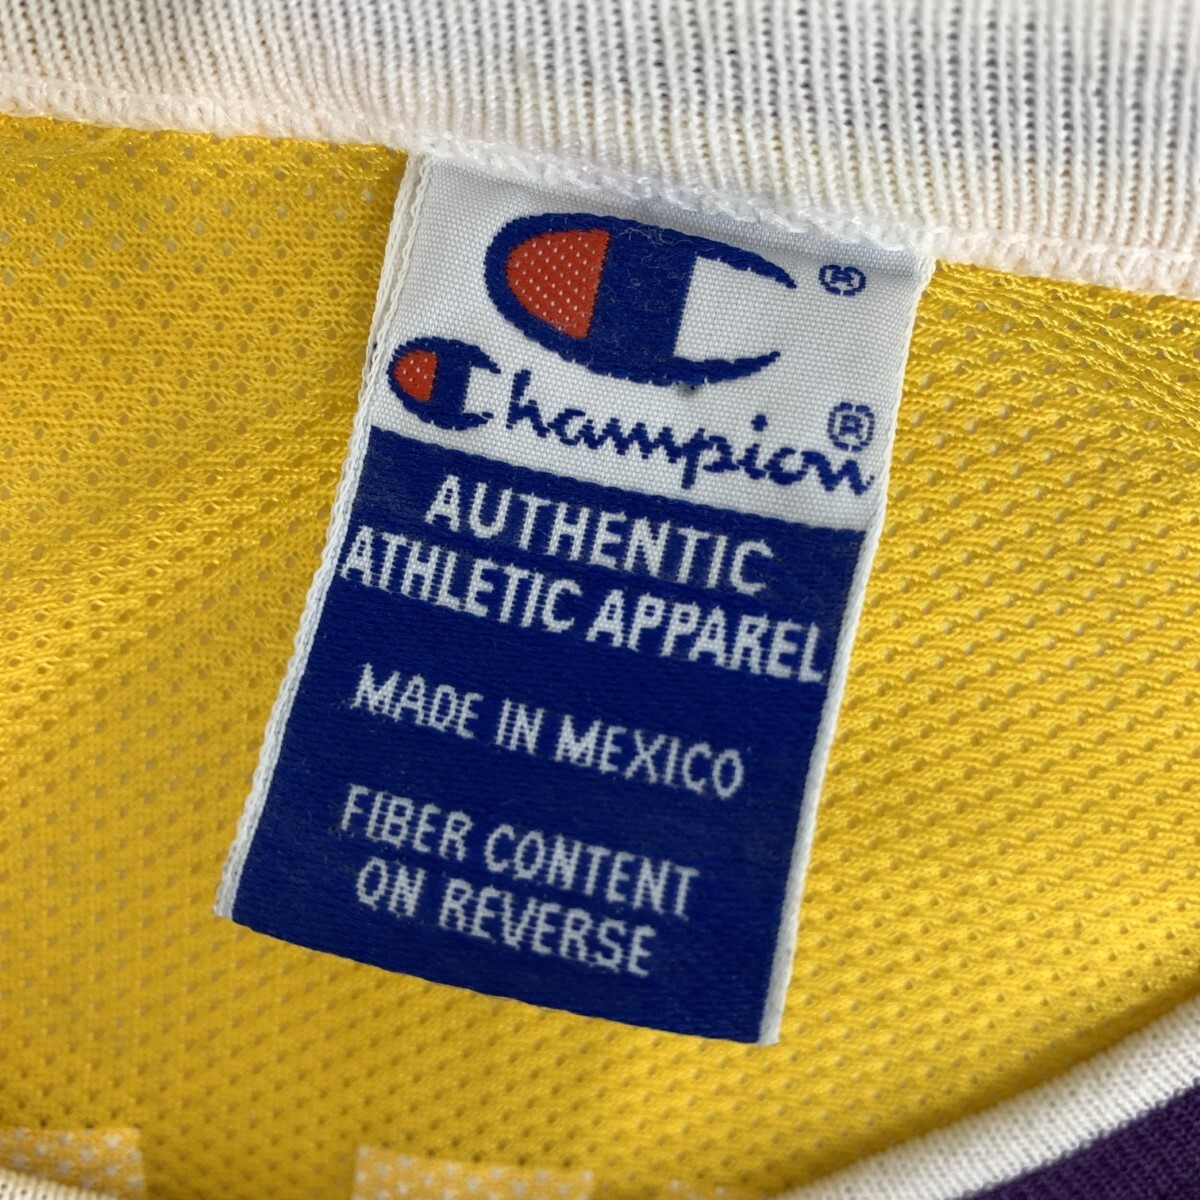 ®
Champion®
AUTHENTIC
ATHLETIC APPAREL
MADE IN MEXICO
FIBER CONTENT
ON REVERSE